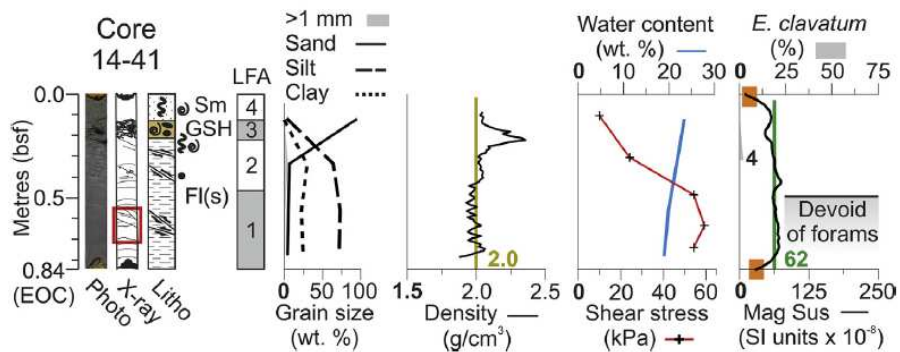 Core
14-41
LFA
>1 mm
Sand
Silt
Clay
Water content
(wt. %)
E. clavatum
(%)
0 10 20 30
0 25 50 75
0.0
0.5
0.84
(EOC)
Metres (bsf)
Sm
GSH
Fl(s)
4
3
2
1
2.0
4
Devoid
of forams
62
Photo
X-ray
Litho
0 50 100
Grain size
(wt. %)
1.5 2.0 2.5
Density
(g/cm³)
0 20 40 60
Shear stress
(kPa)
0 125 250
Mag Sus
(SI units x 10⁻⁸)